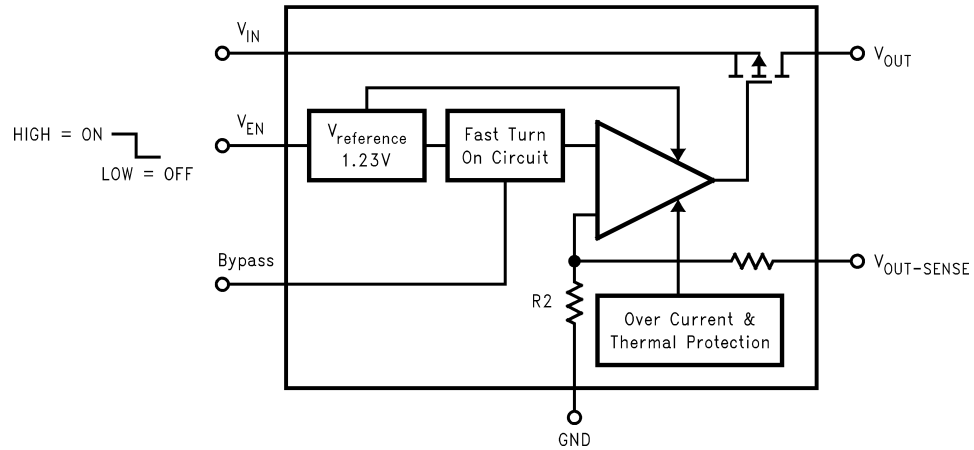 V_IN
V_OUT
V_EN
HIGH = ON
LOW = OFF
V_reference
1.23V
Fast Turn
On Circuit
Bypass
V_OUT-SENSE
R2
Over Current &
Thermal Protection
GND